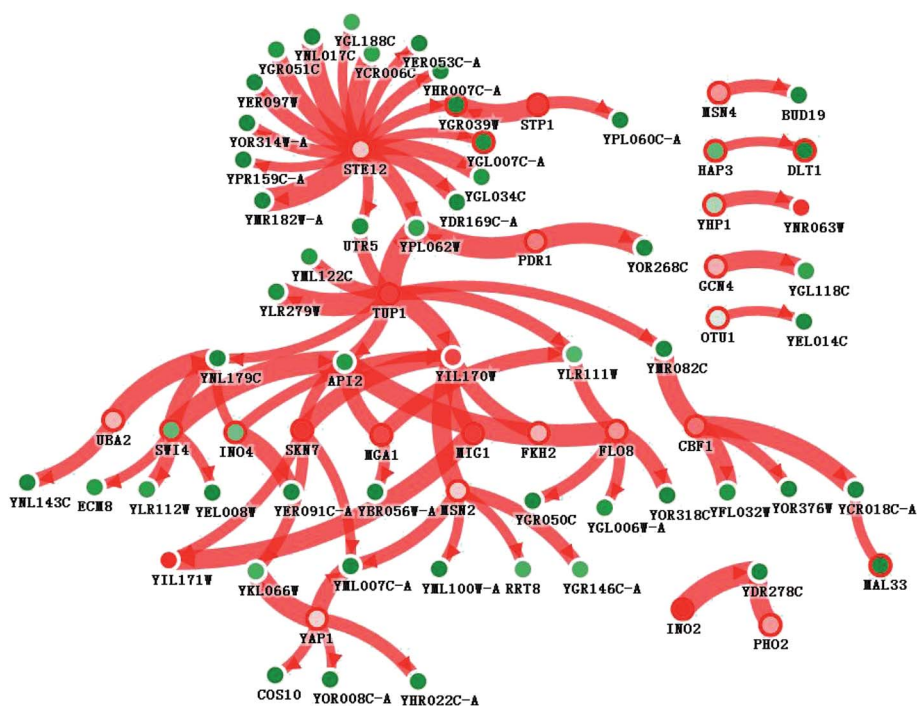 YGL188C
YNL017C
YER053C-A
YGR051C
YCR006C
YER097W
YHR007C-A
MSN4
BUD19
YOR314W-A
YGR039W
STP1
YPL060C-A
STE12
YGL007C-A
HAP3
DLT1
YPR159C-A
YGL034C
YMR182W-A
YDR169C-A
YHP1
YNR063W
UTR5
YPL062W
PDR1
YOR268C
YML122C
GCN4
YGL118C
YLR279W
TUP1
OTU1
YEL014C
YNL179C
API2
YIL170W
YLR111W
YMR082C
UBA2
SWI4
INO4
SKN7
MGA1
MIG1
FKH2
FLO8
CBF1
YNL143C
ECM8
YLR112W
YEL008W
YER091C-A
YBR056W-A
MSN2
YGR050C
YGL006W-A
YOR318C
YFL032W
YOR376W
YCR018C-A
YIL171W
YKL066W
YML007C-A
YML100W-A
RRT8
YGR146C-A
YDR278C
MAL33
INO2
PHO2
YAP1
COS10
YOR008C-A
YHR022C-A